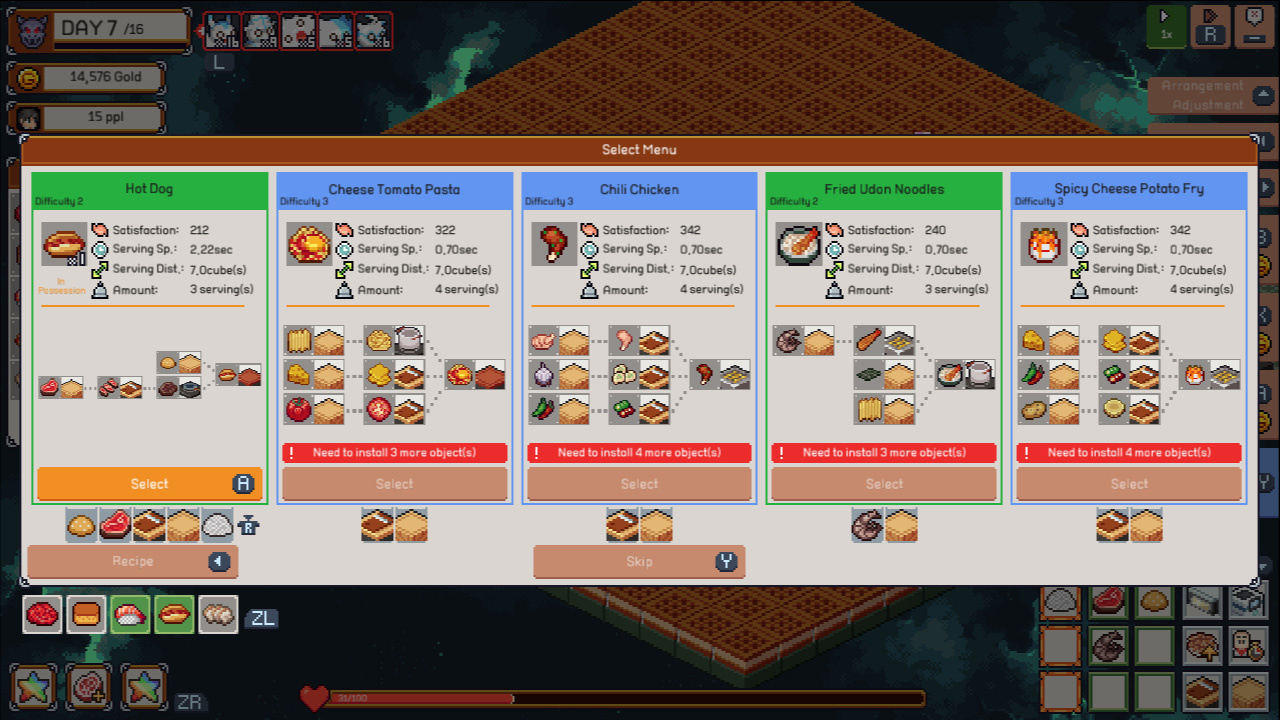 DAY 7 /16
16
9
5
5
6
L
14,576 Gold
15 ppl
1x
R
Arrangement
Adjustment
Select Menu
Hot Dog
Difficulty 2
Satisfaction: 212
Serving Sp.: 2,22sec
Serving Dist.: 7,0cube(s)
In Possession
Amount: 3 serving(s)
Select A
Cheese Tomato Pasta
Difficulty 3
Satisfaction: 322
Serving Sp.: 0,70sec
Serving Dist.: 7,0cube(s)
Amount: 4 serving(s)
! Need to install 3 more object(s)
Select
Chili Chicken
Difficulty 3
Satisfaction: 342
Serving Sp.: 0,70sec
Serving Dist.: 7,0cube(s)
Amount: 4 serving(s)
! Need to install 4 more object(s)
Select
Fried Udon Noodles
Difficulty 2
Satisfaction: 240
Serving Sp.: 0,70sec
Serving Dist.: 7,0cube(s)
Amount: 3 serving(s)
! Need to install 3 more object(s)
Select
Spicy Cheese Potato Fry
Difficulty 3
Satisfaction: 342
Serving Sp.: 0,70sec
Serving Dist.: 7,0cube(s)
Amount: 4 serving(s)
! Need to install 4 more object(s)
Select
R
Recipe
Skip Y
ZL
ZR
31/100